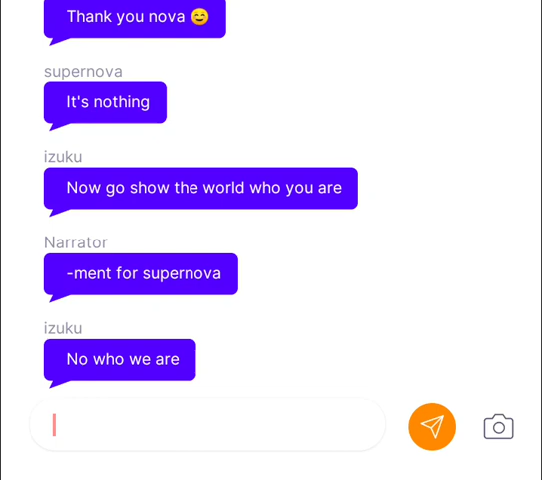 Thank you nova 😊
supernova
It's nothing
izuku
Now go show the world who you are
Narrator
-ment for supernova
izuku
No who we are